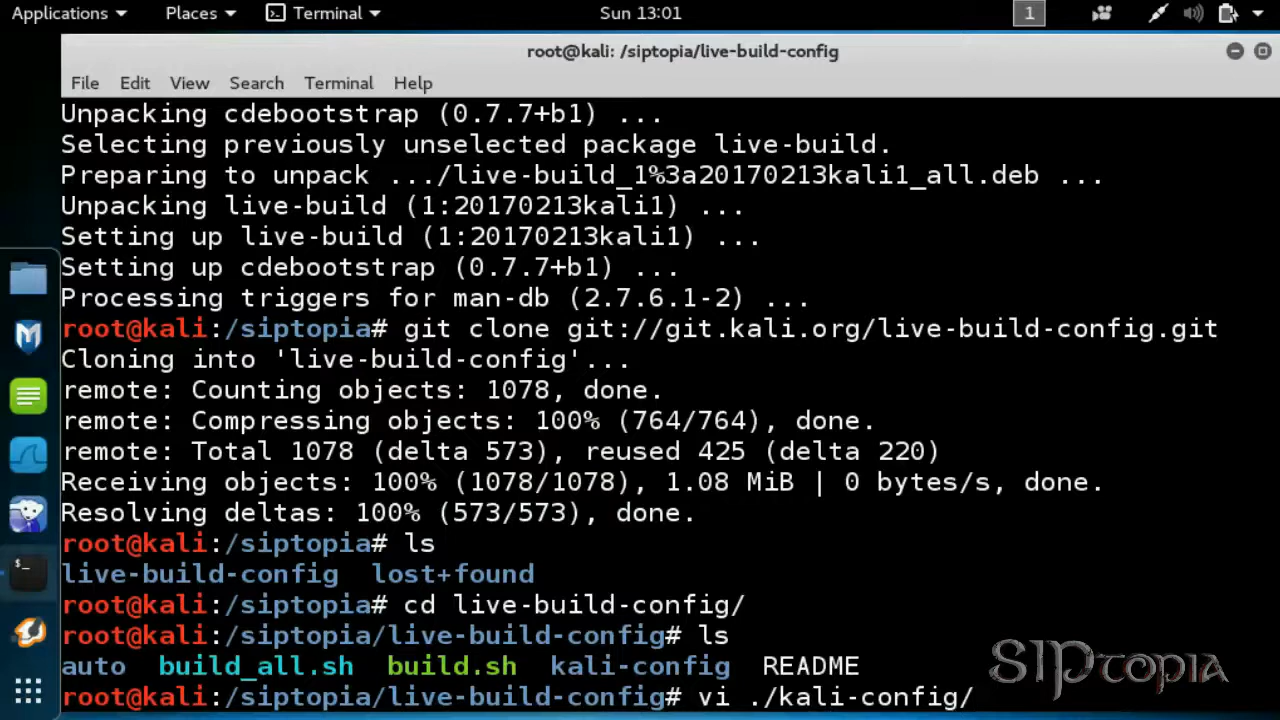 Applications Places Terminal Sun 13:01 1
root@kali: /siptopia/live-build-config
File Edit View Search Terminal Help
Unpacking cdebootstrap (0.7.7+b1) ...
Selecting previously unselected package live-build.
Preparing to unpack .../live-build_1%3a20170213kali1_all.deb ...
Unpacking live-build (1:20170213kali1) ...
Setting up live-build (1:20170213kali1) ...
Setting up cdebootstrap (0.7.7+b1) ...
Processing triggers for man-db (2.7.6.1-2) ...
root@kali:/siptopia# git clone git://git.kali.org/live-build-config.git
Cloning into 'live-build-config'...
remote: Counting objects: 1078, done.
remote: Compressing objects: 100% (764/764), done.
remote: Total 1078 (delta 573), reused 425 (delta 220)
Receiving objects: 100% (1078/1078), 1.08 MiB | 0 bytes/s, done.
Resolving deltas: 100% (573/573), done.
root@kali:/siptopia# ls
live-build-config lost+found
root@kali:/siptopia# cd live-build-config/
root@kali:/siptopia/live-build-config# ls
auto build_all.sh build.sh kali-config README
root@kali:/siptopia/live-build-config# vi ./kali-config/
SIPtopia